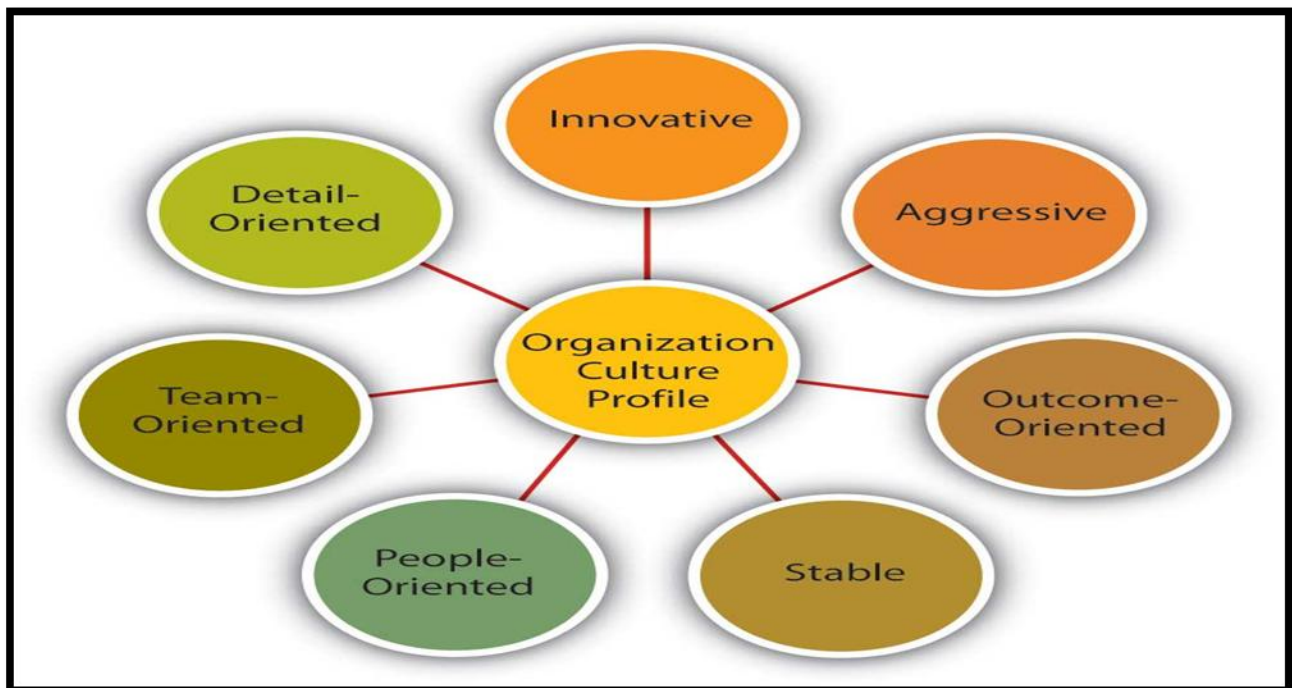 Innovative
Aggressive
Outcome-
Oriented
Stable
People-
Oriented
Team-
Oriented
Detail-
Oriented
Organization
Culture
Profile